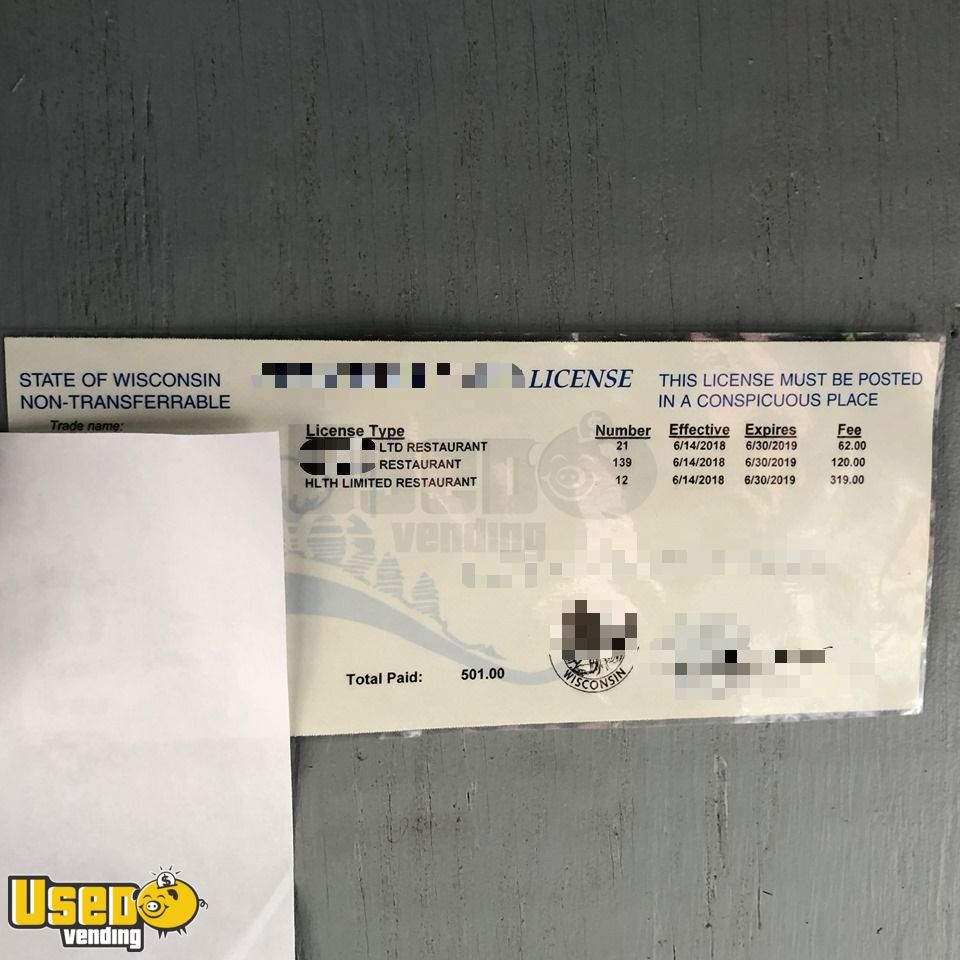 STATE OF WISCONSIN
NON-TRANSFERRABLE
LICENSE
THIS LICENSE MUST BE POSTED
IN A CONSPICUOUS PLACE
Trade name:
License Type Number Effective Expires Fee
LTD RESTAURANT 21 6/14/2018 6/30/2019 62.00
RESTAURANT 139 6/14/2018 6/30/2019 120.00
HLTH LIMITED RESTAURANT 12 6/14/2018 6/30/2019 319.00
USED
vending
Total Paid: 501.00
WISCONSIN
USED
vending